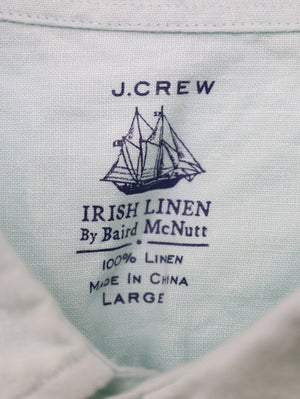 J.CREW
IRISH LINEN
By Baird McNutt
100% LINEN
MADE IN CHINA
LARGE